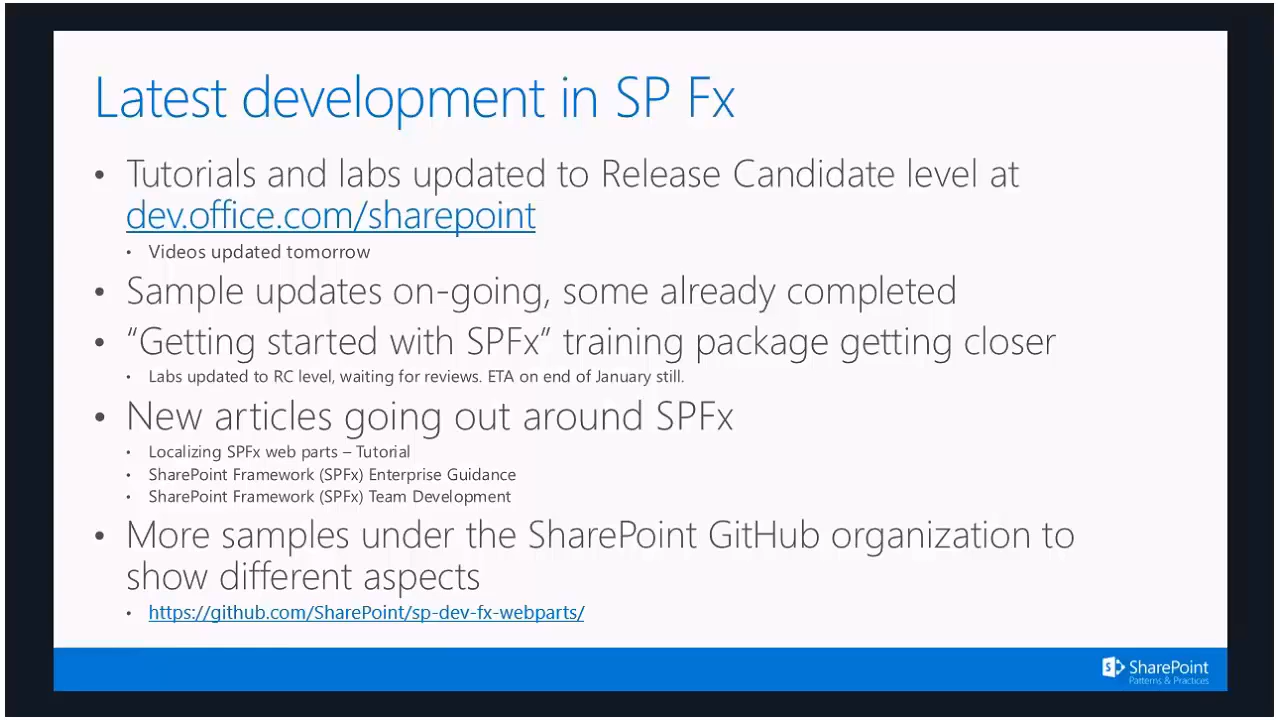 Latest development in SP Fx
• Tutorials and labs updated to Release Candidate level at
dev.office.com/sharepoint
• Videos updated tomorrow
• Sample updates on-going, some already completed
• “Getting started with SPFx” training package getting closer
• Labs updated to RC level, waiting for reviews. ETA on end of January still.
• New articles going out around SPFx
• Localizing SPFx web parts – Tutorial
• SharePoint Framework (SPFx) Enterprise Guidance
• SharePoint Framework (SPFx) Team Development
• More samples under the SharePoint GitHub organization to
show different aspects
• https://github.com/SharePoint/sp-dev-fx-webparts/
SharePoint
Patterns & Practices